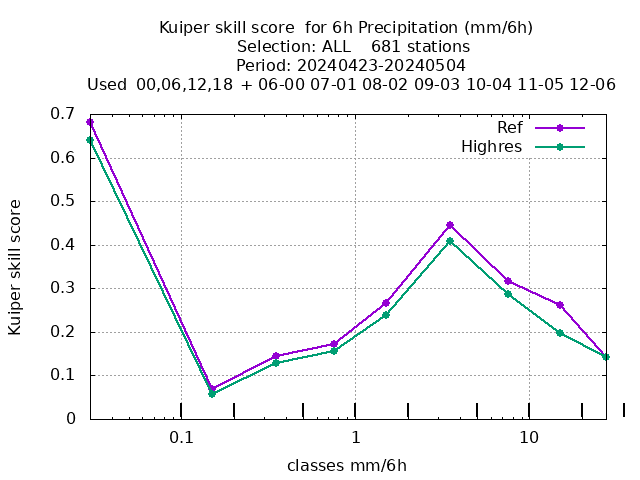 Kuiper skill score  for 6h Precipitation (mm/6h)
Selection: ALL    681 stations
Period: 20240423-20240504
Used  00,06,12,18  + 06-00 07-01 08-02 09-03 10-04 11-05 12-06
0.7
0.6
0.5
0.4
0.3
0.2
0.1
0
Kuiper skill score
Ref
Highres
0.1
1
10
classes mm/6h